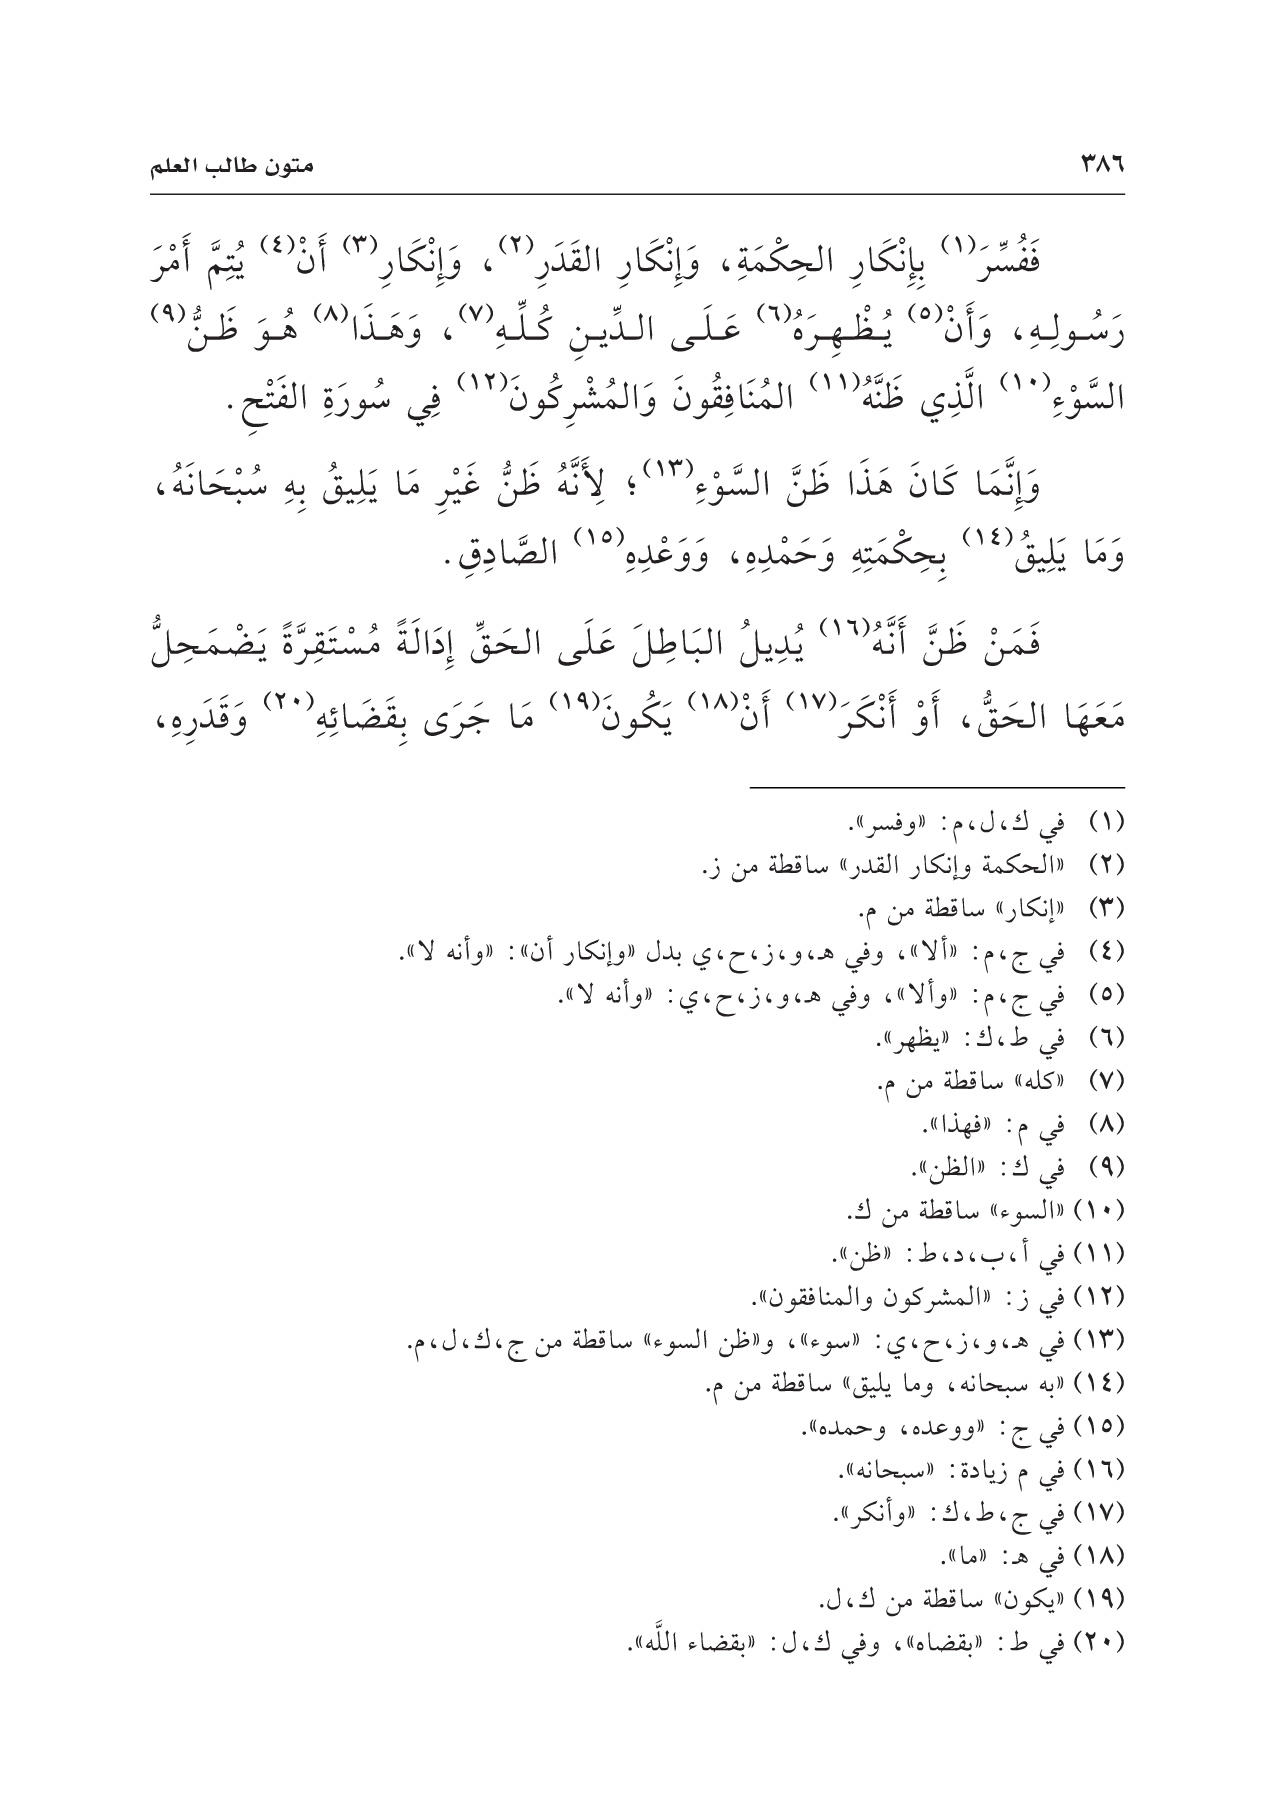 ٣٨٦ متون طالب العلم
فَفُسِّرَ(١) بِإِنْكَارِ الحِكْمَةِ، وَإِنْكَارِ القَدَرِ(٢)، وَإِنْكَارِ(٣) أَنْ(٤) يُتِمَّ أَمْرَ
رَسُولِهِ، وَأَنْ(٥) يُظْهِرَهُ(٦) عَلَى الدِّينِ كُلِّهِ(٧)، وَهَذَا(٨) هُوَ ظَنُّ(٩)
السَّوْءِ(١٠) الَّذِي ظَنَّهُ(١١) المُنَافِقُونَ وَالمُشْرِكُونَ(١٢) فِي سُورَةِ الفَتْحِ.
وَإِنَّمَا كَانَ هَذَا ظَنَّ السَّوْءِ(١٣)؛ لِأَنَّهُ ظَنُّ غَيْرِ مَا يَلِيقُ بِهِ سُبْحَانَهُ،
وَمَا يَلِيقُ(١٤) بِحِكْمَتِهِ وَحَمْدِهِ، وَوَعْدِهِ(١٥) الصَّادِقِ.
فَمَنْ ظَنَّ أَنَّهُ(١٦) يُدِيلُ البَاطِلَ عَلَى الحَقِّ إِدَالَةً مُسْتَقِرَّةً يَضْمَحِلُّ
مَعَهَا الحَقُّ، أَوْ أَنْكَرَ(١٧) أَنْ(١٨) يَكُونَ(١٩) مَا جَرَى بِقَضَائِهِ(٢٠) وَقَدَرِهِ،
(١) في ك، ل، م: «وفسر».
(٢) «الحكمة وإنكار القدر» ساقطة من ز.
(٣) «إنكار» ساقطة من م.
(٤) في ج، م: «ألا»، وفي هـ، و، ز، ح، ي بدل «وإنكار أن»: «وأنه لا».
(٥) في ج، م: «وألا»، وفي هـ، و، ز، ح، ي: «وأنه لا».
(٦) في ط، ك: «يظهر».
(٧) «كله» ساقطة من م.
(٨) في م: «فهذا».
(٩) في ك: «الظن».
(١٠) «السوء» ساقطة من ك.
(١١) في أ، ب، د، ط: «ظن».
(١٢) في ز: «المشركون والمنافقون».
(١٣) في هـ، و، ز، ح، ي: «سوء»، و«ظن السوء» ساقطة من ج، ك، ل، م.
(١٤) «به سبحانه، وما يليق» ساقطة من م.
(١٥) في ج: «ووعده، وحمده».
(١٦) في م زيادة: «سبحانه».
(١٧) في ج، ط، ك: «وأنكر».
(١٨) في هـ: «ما».
(١٩) «يكون» ساقطة من ك، ل.
(٢٠) في ط: «بقضاه»، وفي ك، ل: «بقضاء اللَّه».